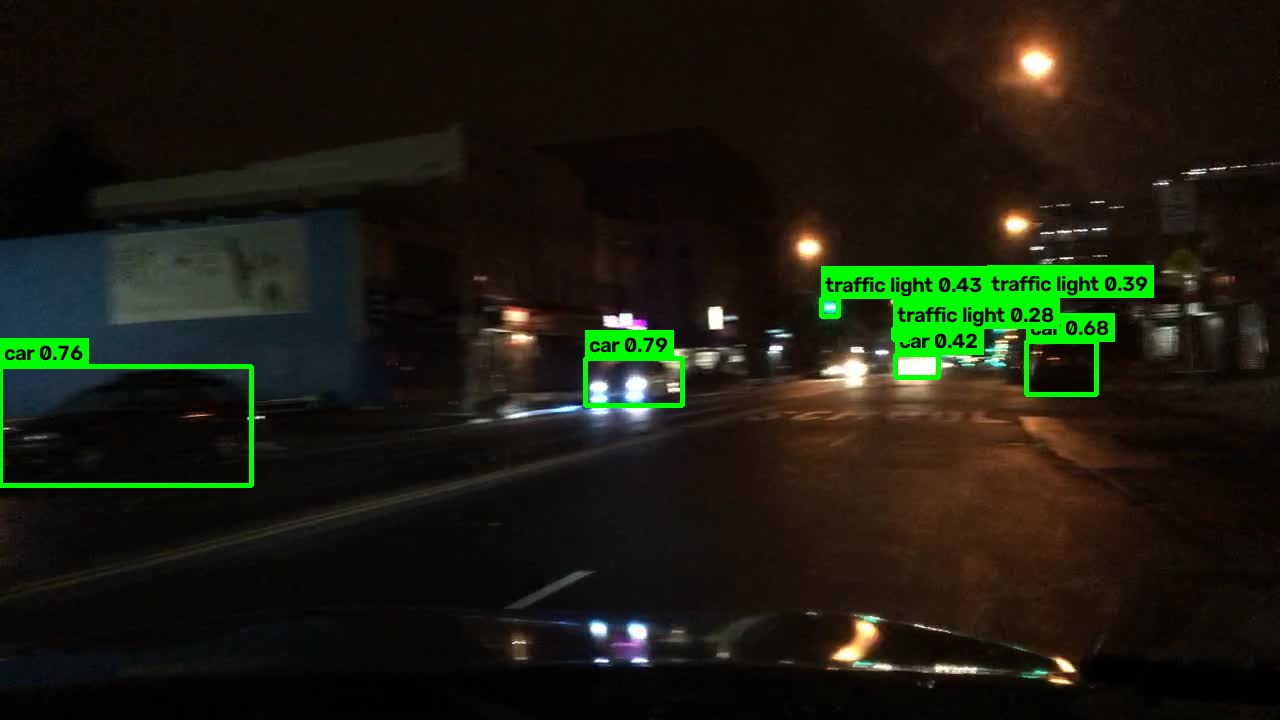 traffic light 0.43
traffic light 0.39
traffic light 0.28
car 0.42
car 0.68
car 0.79
car 0.76